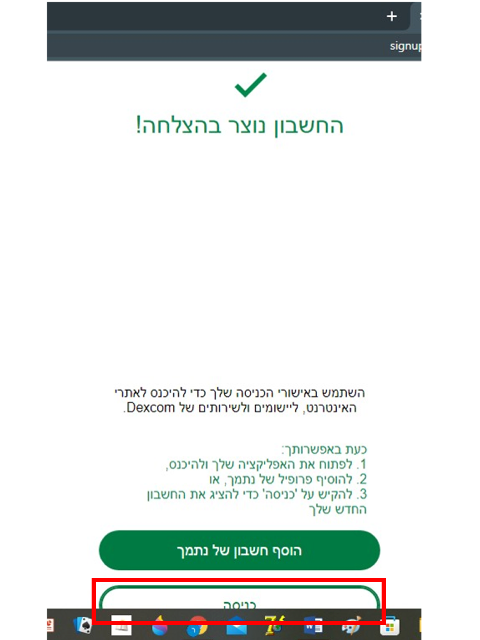 signup
החשבון נוצר בהצלחה!
השתמש באישורי הכניסה שלך כדי להיכנס לאתרי
האינטרנט, ליישומים ולשירותים של Dexcom.
כעת באפשרותך:
1. לפתוח את האפליקציה שלך ולהיכנס,
2. להוסיף פרופיל של נתמך, או
3. להקיש על 'כניסה' כדי להציג את החשבון
החדש שלך
הוסף חשבון של נתמך
כניסה